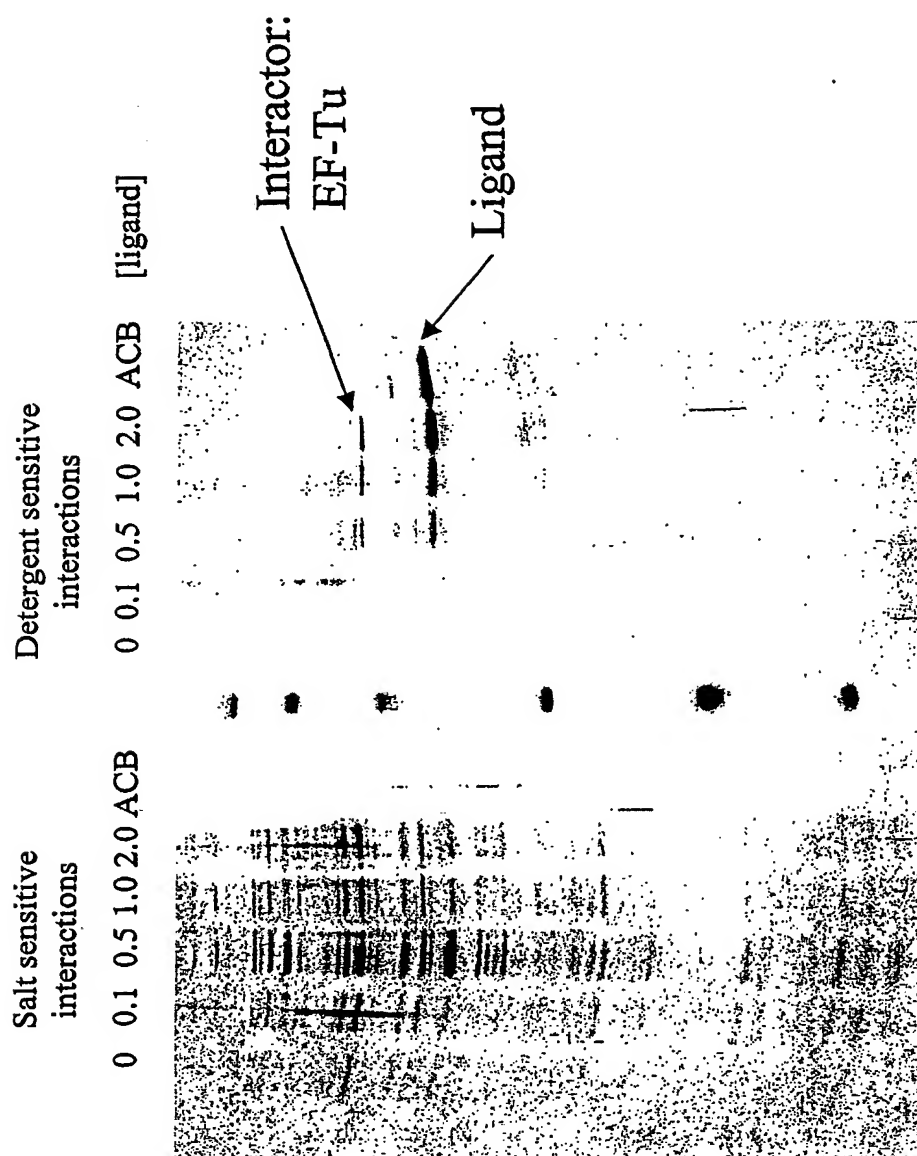 Salt sensitive
interactions
0 0.1 0.5 1.0 2.0 ACB
Detergent sensitive
interactions
0 0.1 0.5 1.0 2.0 ACB [ligand]
Interactor:
EF-Tu
Ligand